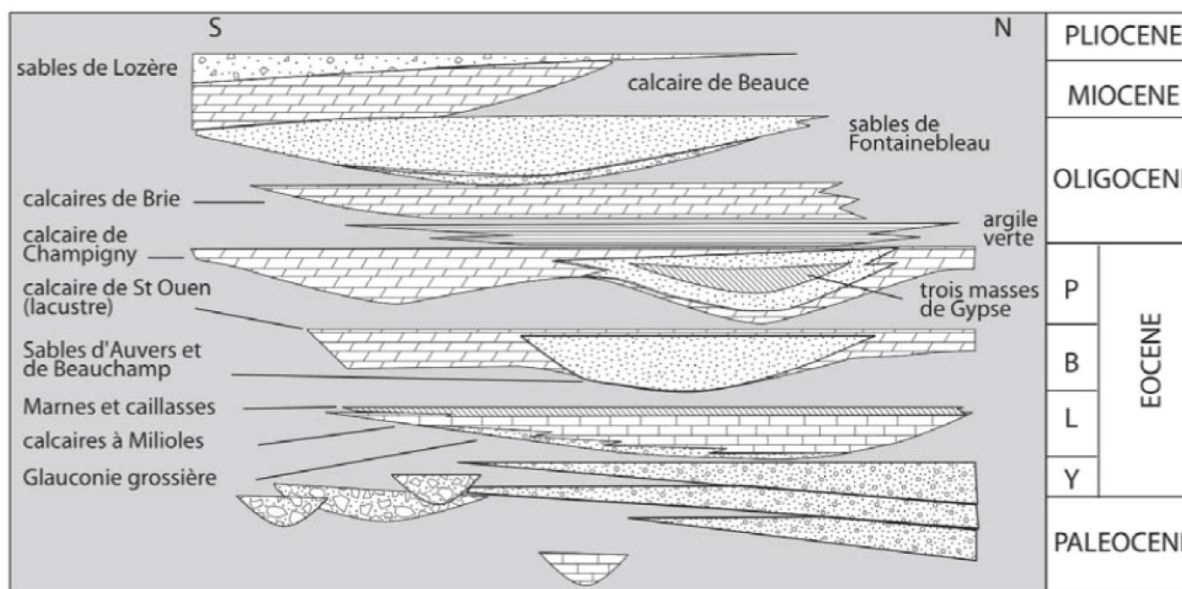 S
N
sables de Lozère
calcaire de Beauce
sables de
Fontainebleau
calcaires de Brie
calcaire de
Champigny
argile
verte
calcaire de St Ouen
(lacustre)
trois masses
de Gypse
Sables d'Auvers et
de Beauchamp
Marnes et caillasses
calcaires à Milioles
Glauconie grossière
PLIOCENE
MIOCENE
OLIGOCENE
P
B
L
Y
EOCENE
PALEOCENE